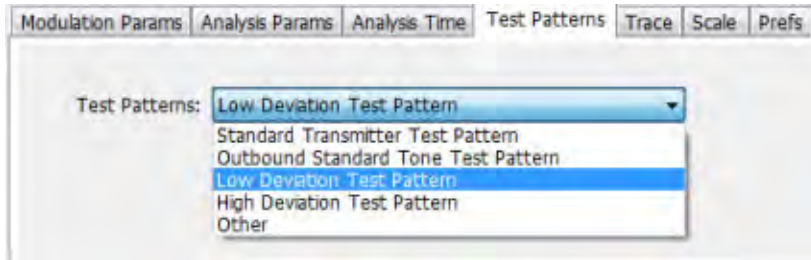 Modulation Params Analysis Params Analysis Time Test Patterns Trace Scale Prefs
Test Patterns: Low Deviation Test Pattern
Standard Transmitter Test Pattern
Outbound Standard Tone Test Pattern
Low Deviation Test Pattern
High Deviation Test Pattern
Other